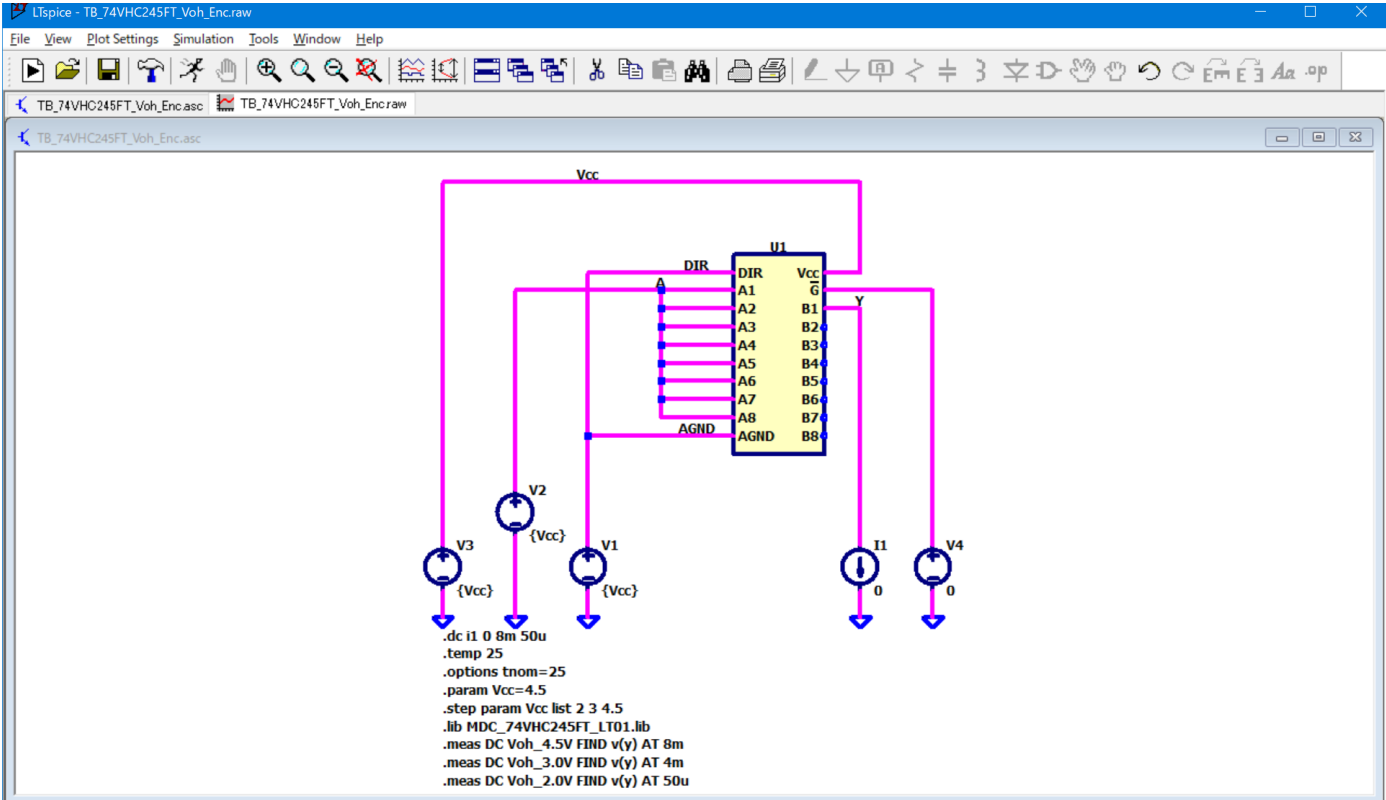 LTspice - TB_74VHC245FT_Voh_Enc.raw
File View Plot Settings Simulation Tools Window Help
TB_74VHC245FT_Voh_Enc.asc TB_74VHC245FT_Voh_Enc.raw
TB_74VHC245FT_Voh_Enc.asc
Vcc
U1
DIR DIR Vcc
A A1 G
A2 B1 Y
A3 B2
A4 B3
A5 B4
A6 B5
A7 B6
A8 B7
AGND AGND B8
V2
{Vcc}
V3 V1 I1 V4
{Vcc} {Vcc} 0 0
.dc i1 0 8m 50u
.temp 25
.options tnom=25
.param Vcc=4.5
.step param Vcc list 2 3 4.5
.lib MDC_74VHC245FT_LT01.lib
.meas DC Voh_4.5V FIND v(y) AT 8m
.meas DC Voh_3.0V FIND v(y) AT 4m
.meas DC Voh_2.0V FIND v(y) AT 50u